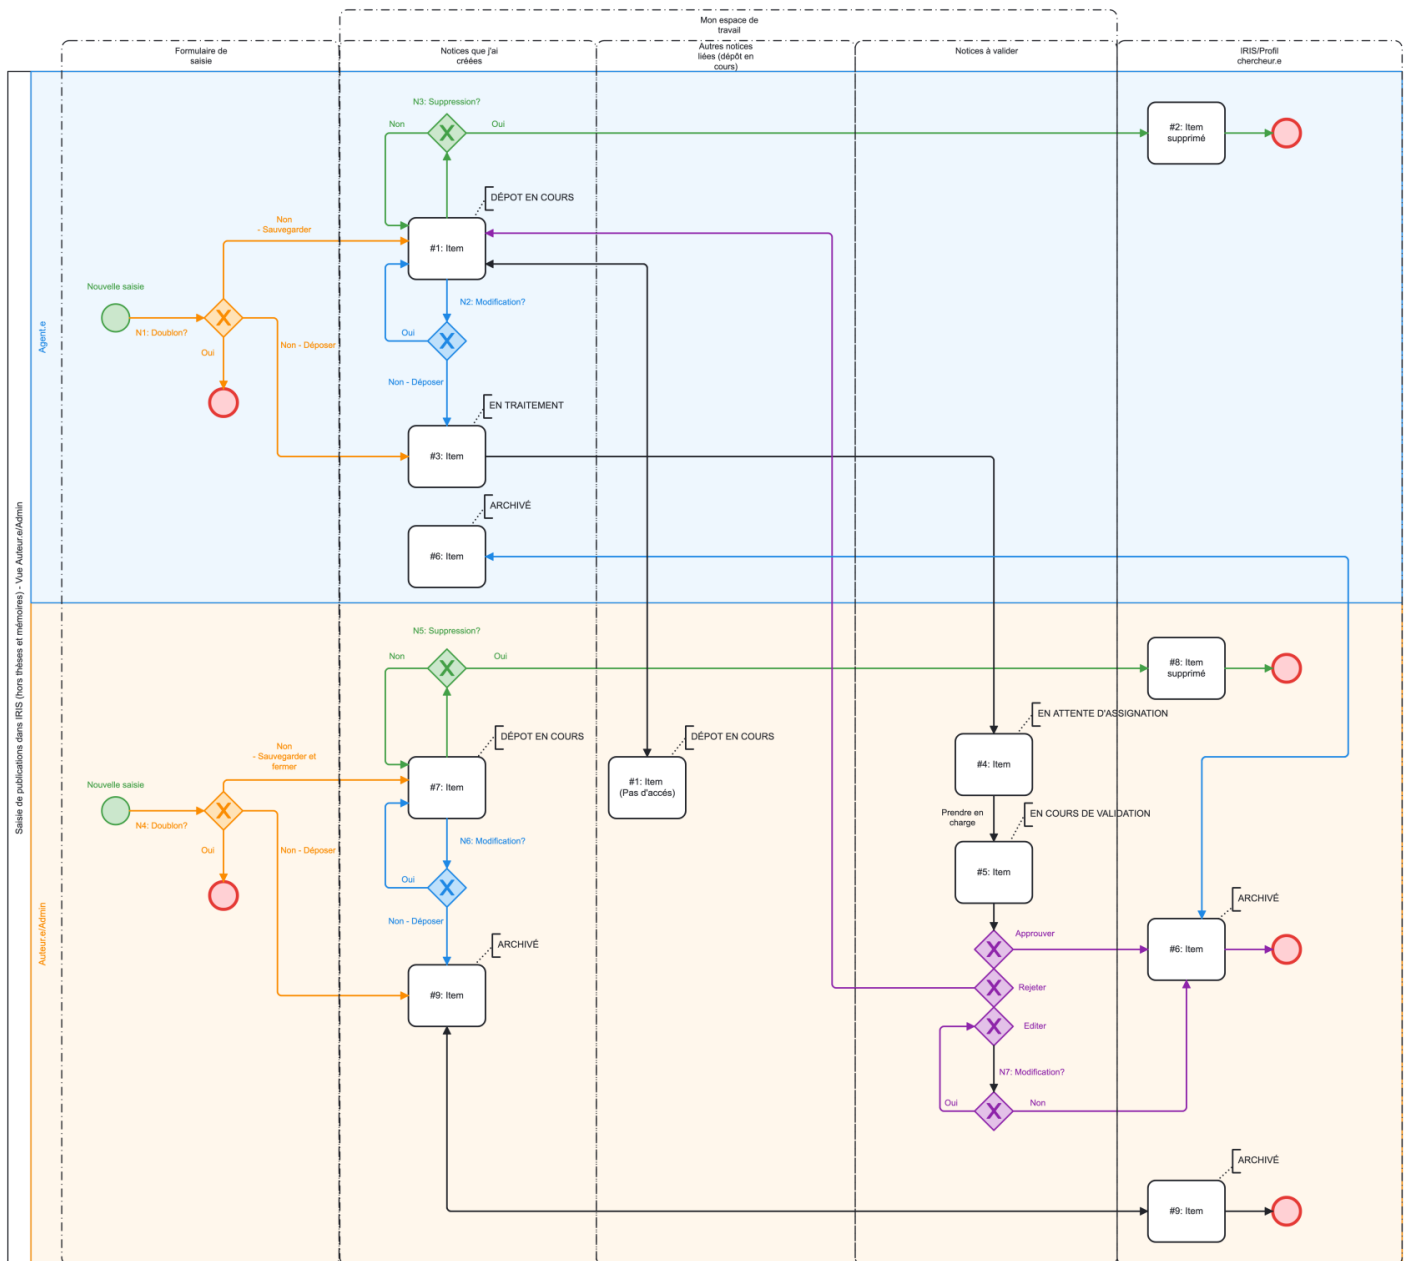 Mon espace de
travail
Formulaire de
saisie
Notices que j'ai
créées
Autres notices
liées (dépôt en
cours)
Notices à valider
IRIS/Profil
chercheur.e
Saisie de publications dans IRIS (hors thèses et mémoires) - Vue Auteur.e/Admin
Agent.e
N3: Suppression?
Non
Oui
#2: Item
supprimé
DÉPOT EN COURS
Non
- Sauvegarder
#1: Item
Nouvelle saisie
N1: Doublon?
N2: Modification?
Oui
Non - Déposer
Oui
Non - Déposer
EN TRAITEMENT
#3: Item
ARCHIVÉ
#6: Item
Auteur.e/Admin
N5: Suppression?
Non
Oui
#8: Item
supprimé
EN ATTENTE D'ASSIGNATION
DÉPOT EN COURS
DÉPOT EN COURS
Non
- Sauvegarder et
fermer
#4: Item
#7: Item
#1: Item
(Pas d'accés)
Nouvelle saisie
N4: Doublon?
Prendre en
charge
EN COURS DE VALIDATION
N6: Modification?
Oui
Non - Déposer
#5: Item
Oui
ARCHIVÉ
Non - Déposer
Approuver
ARCHIVÉ
#6: Item
#9: Item
Rejeter
Editer
N7: Modification?
Oui
Non
ARCHIVÉ
#9: Item